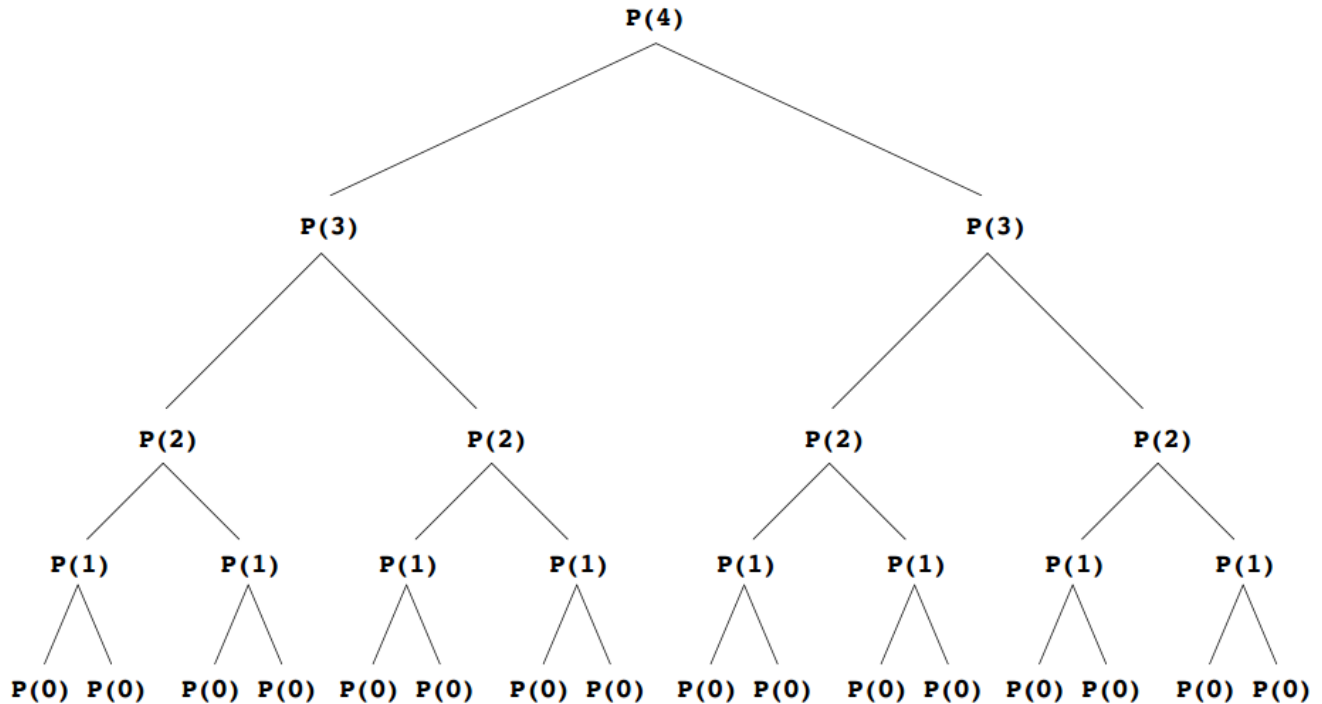 P(4)
P(3) P(3)
P(2) P(2) P(2) P(2)
P(1) P(1) P(1) P(1) P(1) P(1) P(1) P(1)
P(0) P(0) P(0) P(0) P(0) P(0) P(0) P(0) P(0) P(0) P(0) P(0) P(0) P(0) P(0) P(0)